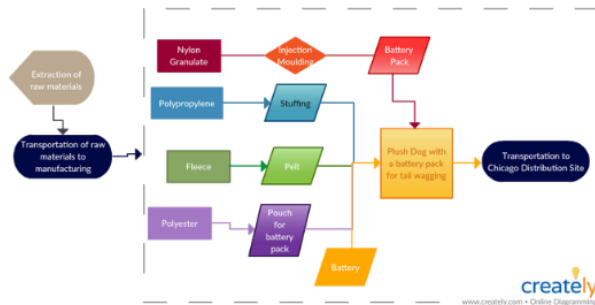 Extraction of
raw materials
Transportation of raw
materials to
manufacturing
Nylon
Granulate
Injection
Moulding
Battery
Pack
Polypropylene
Stuffing
Fleece
Pelt
Polyester
Pouch
for
battery
pack
Battery
Plush Dog with
a battery pack
for tail wagging
Transportation to
Chicago Distribution Site
creately
www.creately.com • Online Diagramming